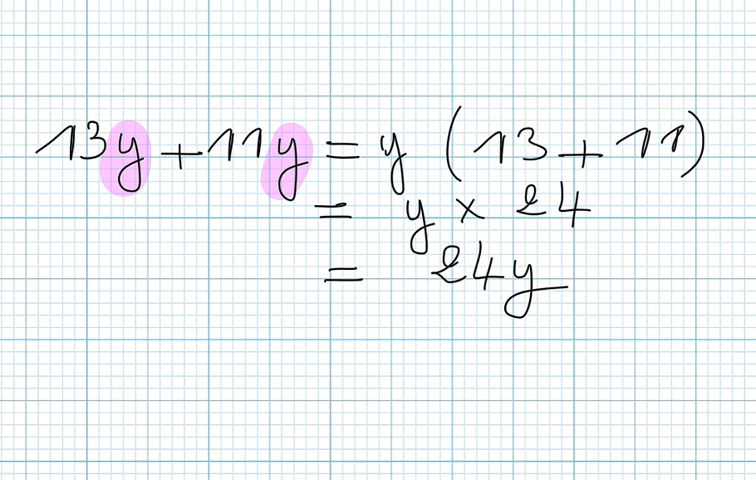 13y + 11y = y (13 + 11)
= y × 24
= 24y